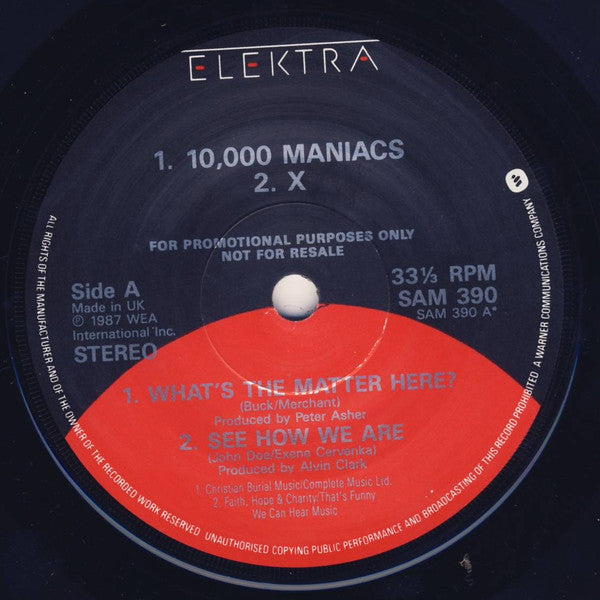 ELEKTRA
1. 10,000 MANIACS
2. X
FOR PROMOTIONAL PURPOSES ONLY
NOT FOR RESALE
Side A
Made in UK
℗ 1987 WEA
International Inc.
STEREO
33⅓ RPM
SAM 390
SAM 390 A*
1. WHAT'S THE MATTER HERE?
(Buck/Merchant)
Produced by Peter Asher
2. SEE HOW WE ARE
(John Doe/Exene Cervanka)
Produced by Alvin Clark
1. Christian Burial Music/Complete Music Ltd.
2. Faith, Hope & Charity/That's Funny
We Can Hear Music
ALL RIGHTS OF THE MANUFACTURER AND OF THE OWNER OF THE RECORDED WORK RESERVED UNAUTHORISED COPYING PUBLIC PERFORMANCE AND BROADCASTING OF THIS RECORD PROHIBITED A WARNER COMMUNICATIONS COMPANY